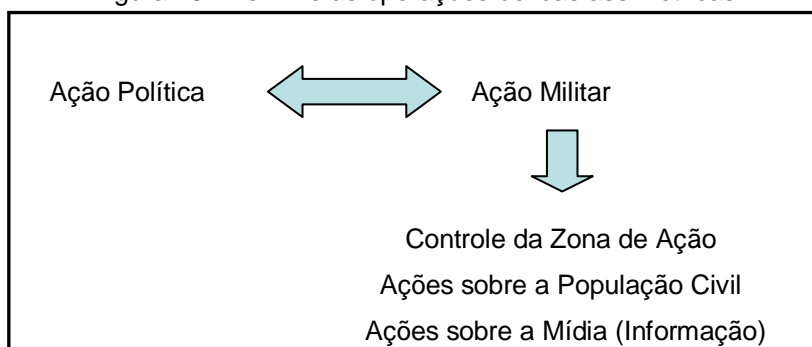 Ação Política Ação Militar
Controle da Zona de Ação
Ações sobre a População Civil
Ações sobre a Mídia (Informação)